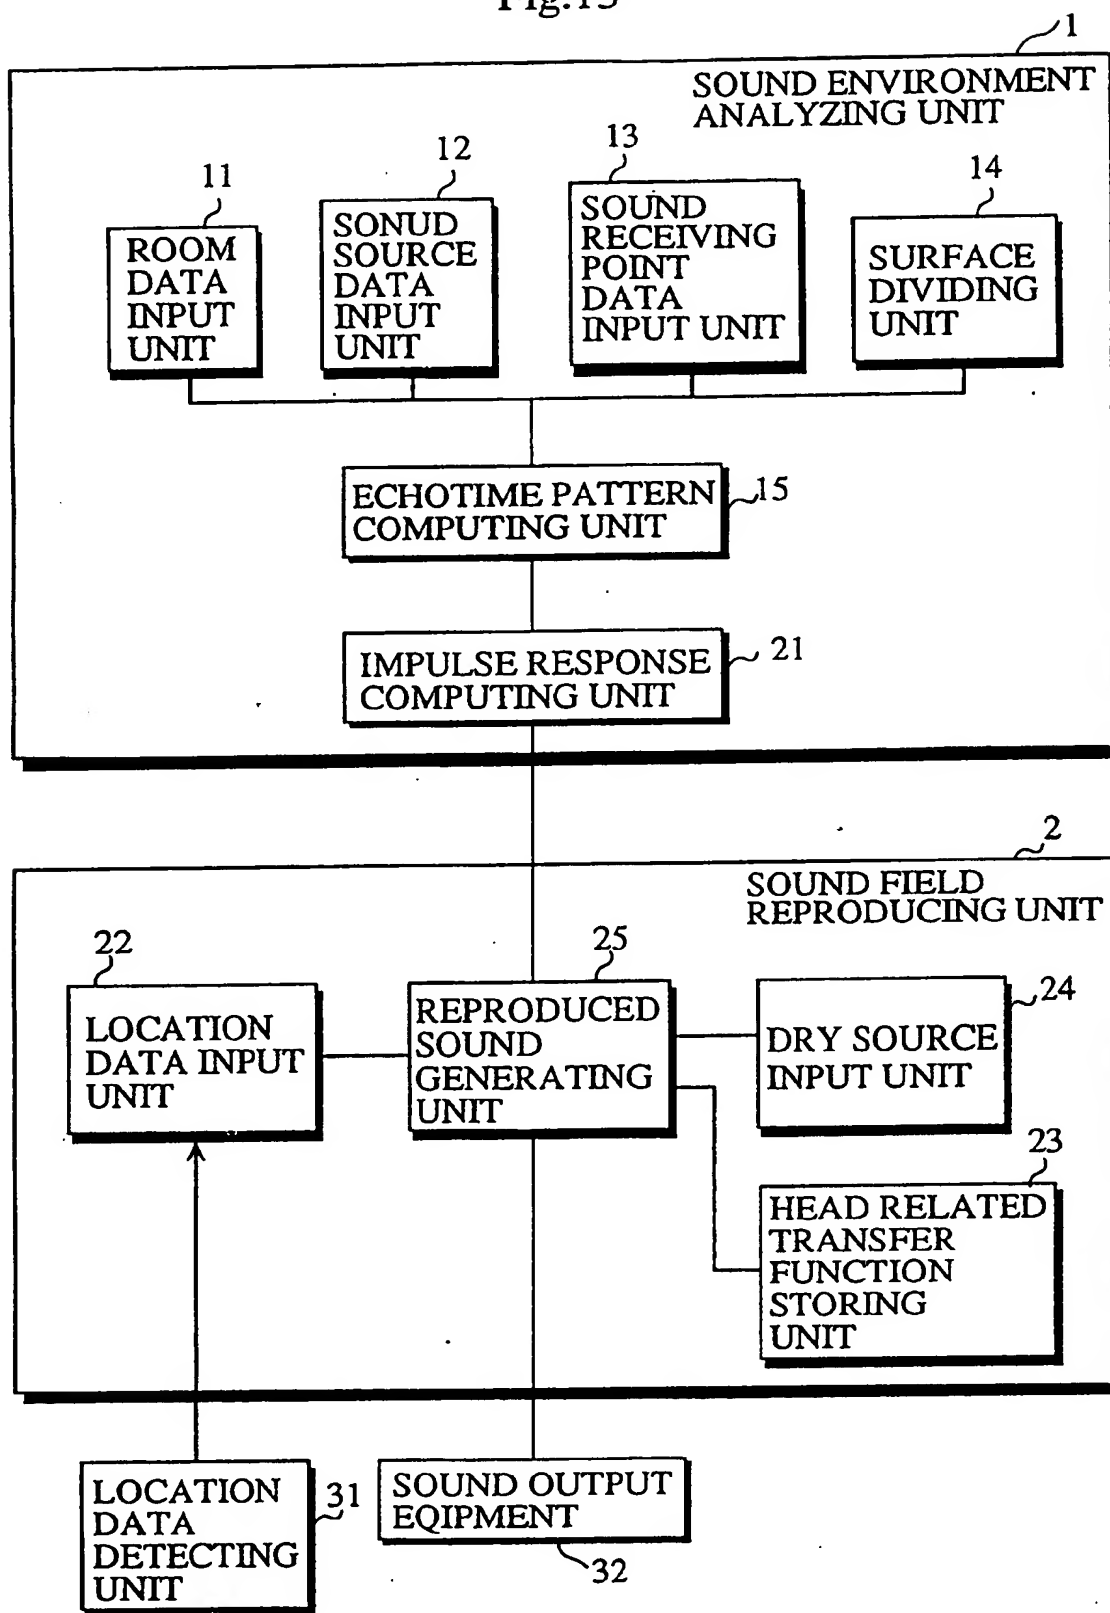 Fig.13
1
SOUND ENVIRONMENT
ANALYZING UNIT
11
ROOM
DATA
INPUT
UNIT
12
SONUD
SOURCE
DATA
INPUT
UNIT
13
SOUND
RECEIVING
POINT
DATA
INPUT UNIT
14
SURFACE
DIVIDING
UNIT
ECHOTIME PATTERN
COMPUTING UNIT
15
IMPULSE RESPONSE
COMPUTING UNIT
21
2
SOUND FIELD
REPRODUCING UNIT
22
LOCATION
DATA INPUT
UNIT
25
REPRODUCED
SOUND
GENERATING
UNIT
24
DRY SOURCE
INPUT UNIT
23
HEAD RELATED
TRANSFER
FUNCTION
STORING
UNIT
LOCATION
DATA
DETECTING
UNIT
31
SOUND OUTPUT
EQIPMENT
32